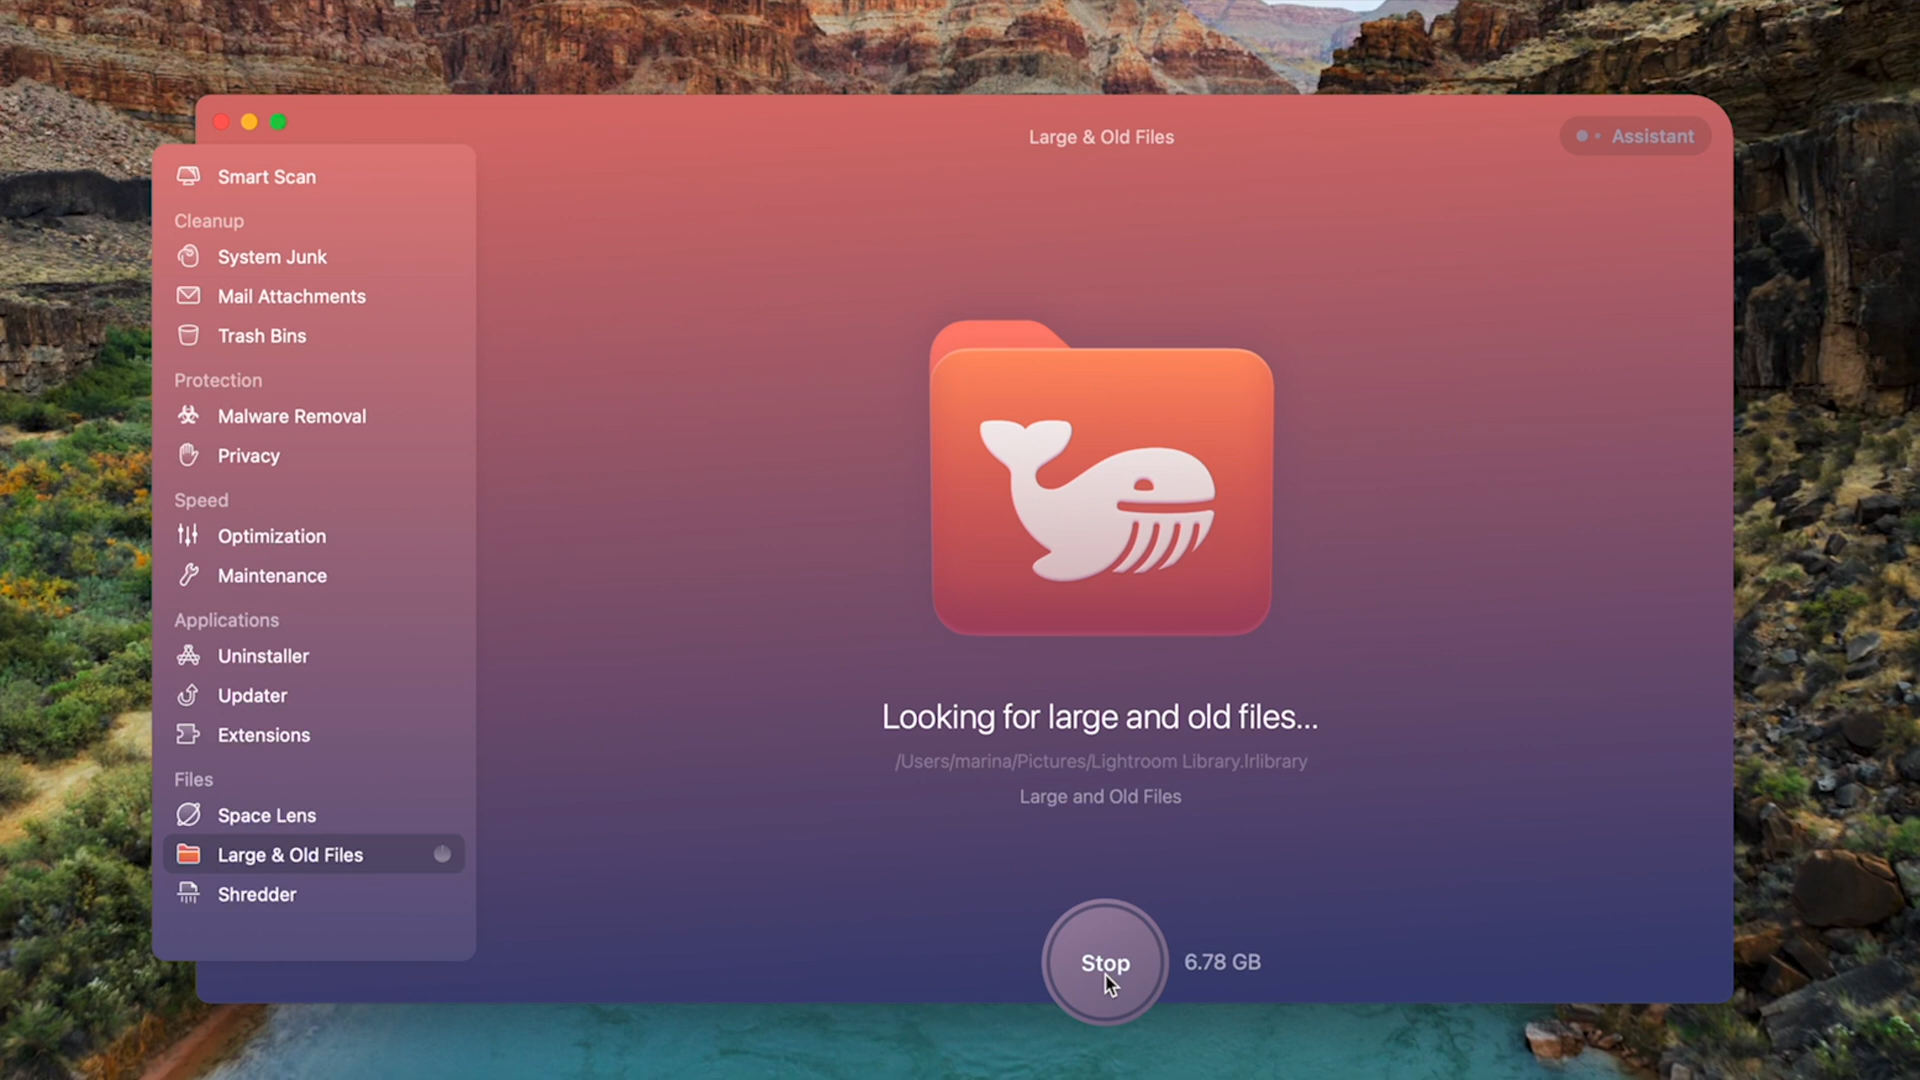 Large & Old Files
Assistant
Smart Scan
Cleanup
System Junk
Mail Attachments
Trash Bins
Protection
Malware Removal
Privacy
Speed
Optimization
Maintenance
Applications
Uninstaller
Updater
Extensions
Files
Space Lens
Large & Old Files
Shredder
Looking for large and old files...
/Users/marina/Pictures/Lightroom Library.lrlibrary
Large and Old Files
Stop
6.78 GB